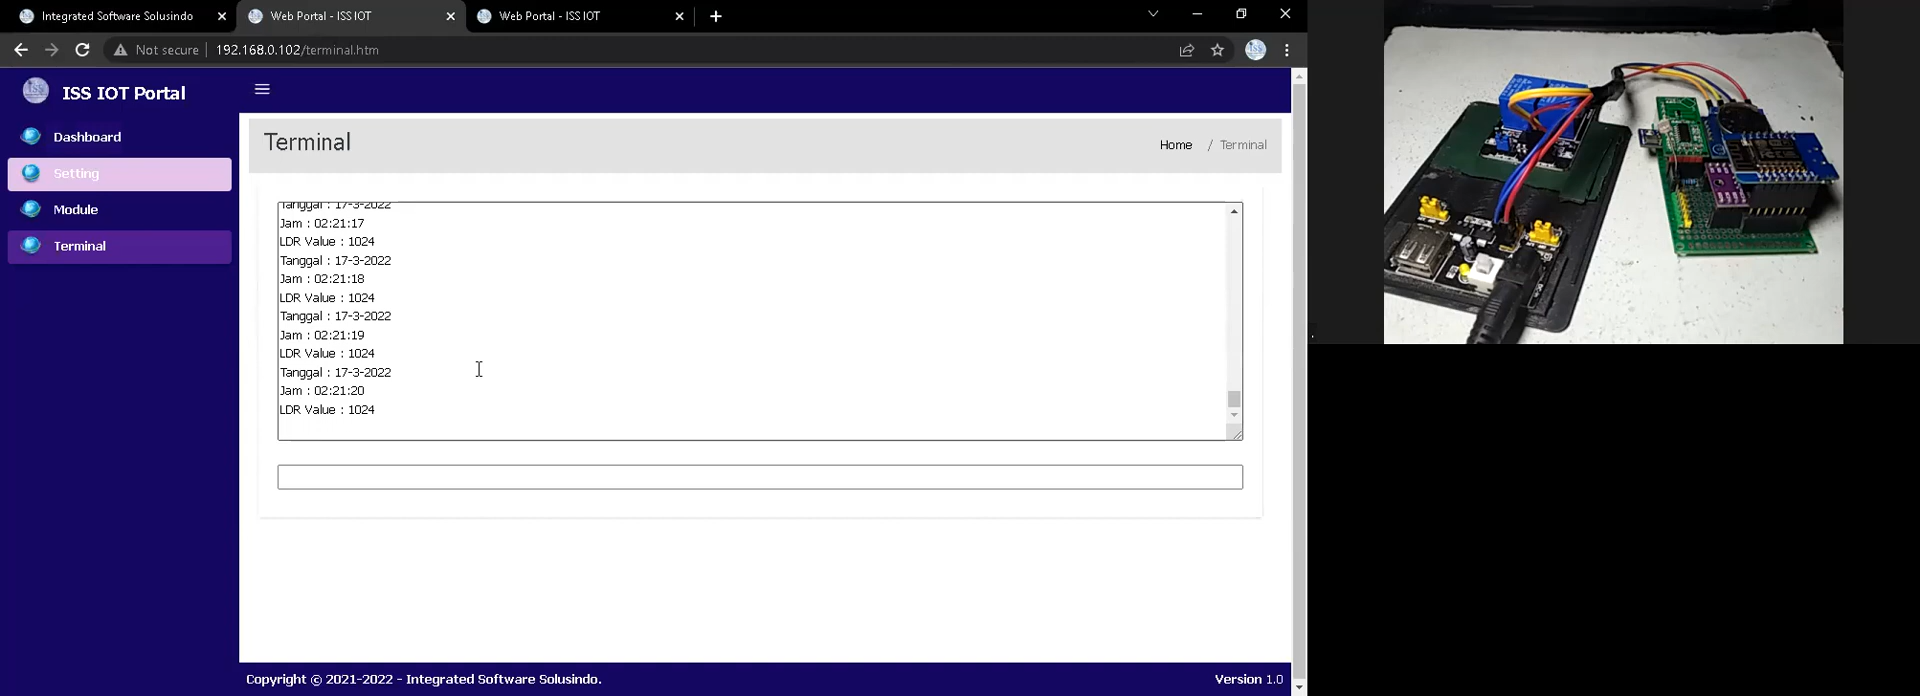 Integrated Software Solusindo
Web Portal - ISS IOT
Web Portal - ISS IOT
Not secure
192.168.0.102/terminal.htm
ISS IOT Portal
Dashboard
Setting
Module
Terminal
Terminal
Home / Terminal
Tanggal : 17-3-2022
Jam : 02:21:17
LDR Value : 1024
Tanggal : 17-3-2022
Jam : 02:21:18
LDR Value : 1024
Tanggal : 17-3-2022
Jam : 02:21:19
LDR Value : 1024
Tanggal : 17-3-2022
Jam : 02:21:20
LDR Value : 1024
Copyright © 2021-2022 - Integrated Software Solusindo.
Version 1.0